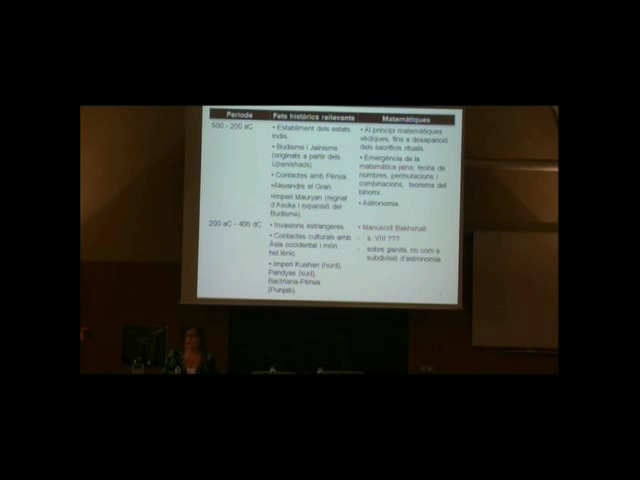 Període Fets històrics rellevants Matemàtiques
500 - 200 aC
• Establiment dels estats
indis.
• Budisme i Jainisme
(originats a partir dels
Upanishads)
• Contactes amb Pèrsia.
•Alexandre el Gran.
•Imperi Mauryan (regnat
d'Asoka i expansió del
Budisme).
• Al principi matemàtiques
vèdiques, fins a desaparició
dels sacrificis rituals.
• Emergència de la
matemàtica jaina: teoria de
nombres, permutacions i
combinacions, teorema del
binomi.
• Astronomia.
200 aC - 400 dC
• Invasions estrangeres.
• Contactes culturals amb
Àsia occidental i món
hel·lènic.
• Imperi Kushan (nord),
Pandyas (sud),
Bactriana-Pèrsia
(Punjab).
• Manuscrit Bakhshali
- s. VIII ???
- sobre ganita, no com a
subdivisió d'astronomia